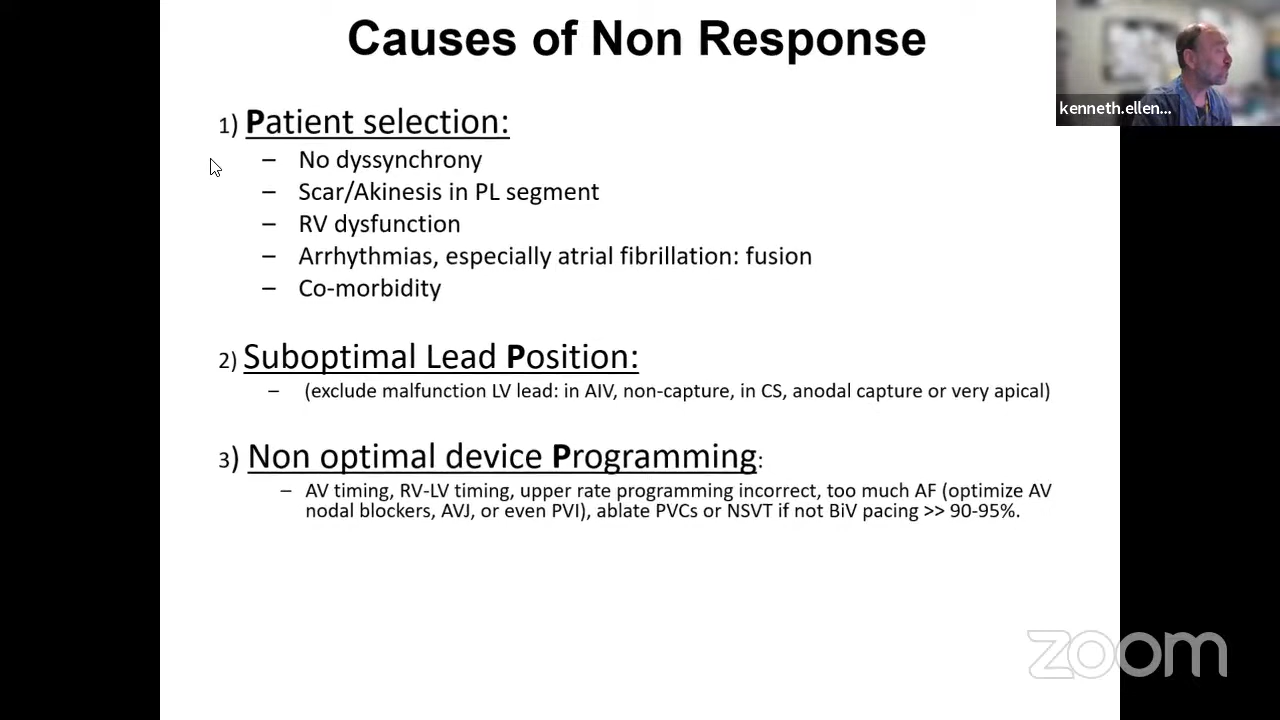 Causes of Non Response
kenneth.ellen...
1) Patient selection:
– No dyssynchrony
– Scar/Akinesis in PL segment
– RV dysfunction
– Arrhythmias, especially atrial fibrillation: fusion
– Co-morbidity
2) Suboptimal Lead Position:
– (exclude malfunction LV lead: in AIV, non-capture, in CS, anodal capture or very apical)
3) Non optimal device Programming:
– AV timing, RV-LV timing, upper rate programming incorrect, too much AF (optimize AV
nodal blockers, AVJ, or even PVI), ablate PVCs or NSVT if not BiV pacing >> 90-95%.
zoom